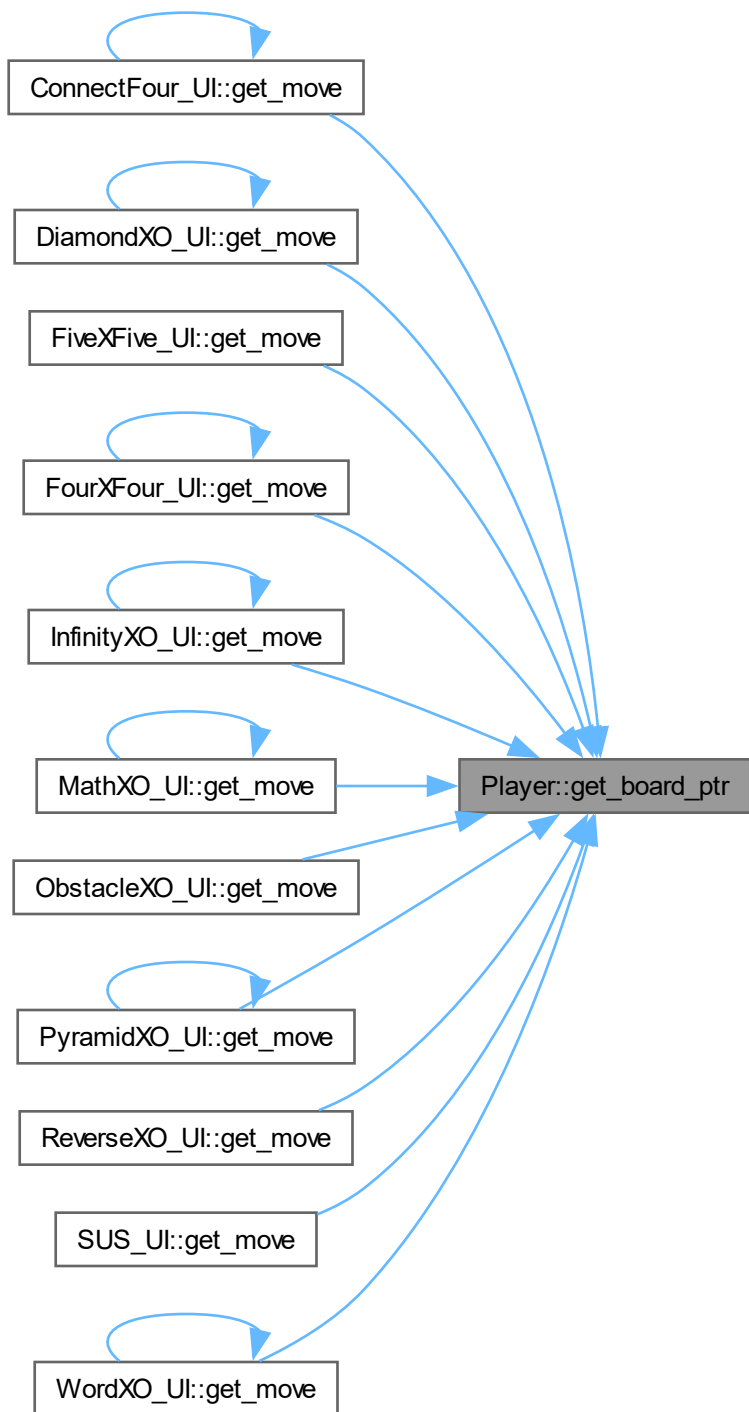 ConnectFour_UI::get_move
DiamondXO_UI::get_move
FiveXFive_UI::get_move
FourXFour_UI::get_move
InfinityXO_UI::get_move
MathXO_UI::get_move
Player::get_board_ptr
ObstacleXO_UI::get_move
PyramidXO_UI::get_move
ReverseXO_UI::get_move
SUS_UI::get_move
WordXO_UI::get_move